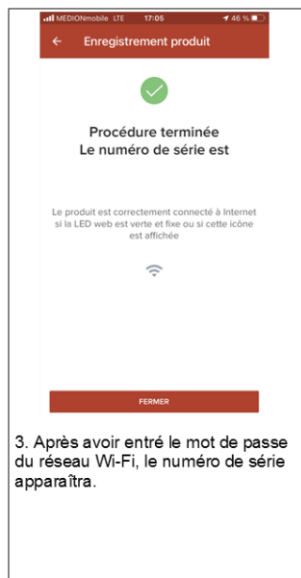 MEDIONmobile LTE 17:05 46 %
Enregistrement produit
Procédure terminée
Le numéro de série est
Le produit est correctement connecté à Internet
si la LED web est verte et fixe ou si cette icône
est affichée
FERMER
3. Après avoir entré le mot de passe
du réseau Wi-Fi, le numéro de série
apparaîtra.